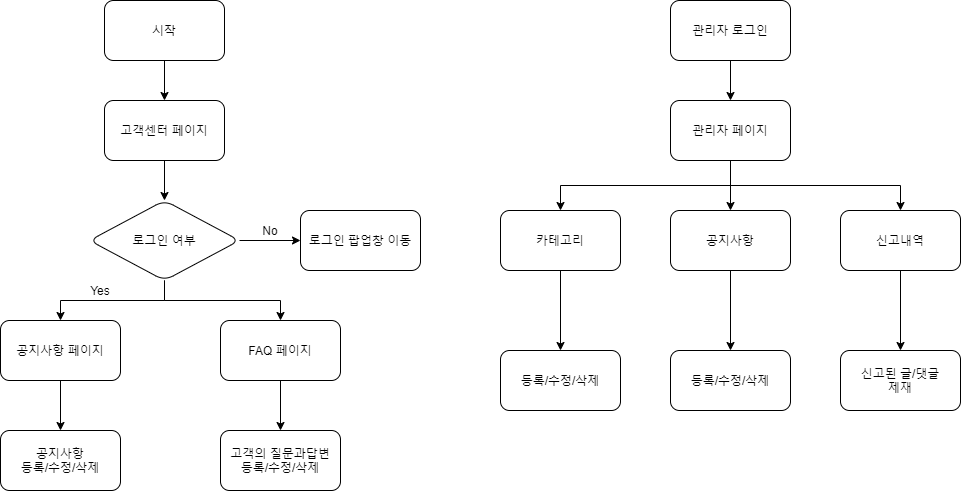 시작
고객센터 페이지
로그인 여부
No
로그인 팝업창 이동
Yes
공지사항 페이지
FAQ 페이지
공지사항
등록/수정/삭제
고객의 질문과답변
등록/수정/삭제
관리자 로그인
관리자 페이지
카테고리
공지사항
신고내역
등록/수정/삭제
등록/수정/삭제
신고된 글/댓글
제재